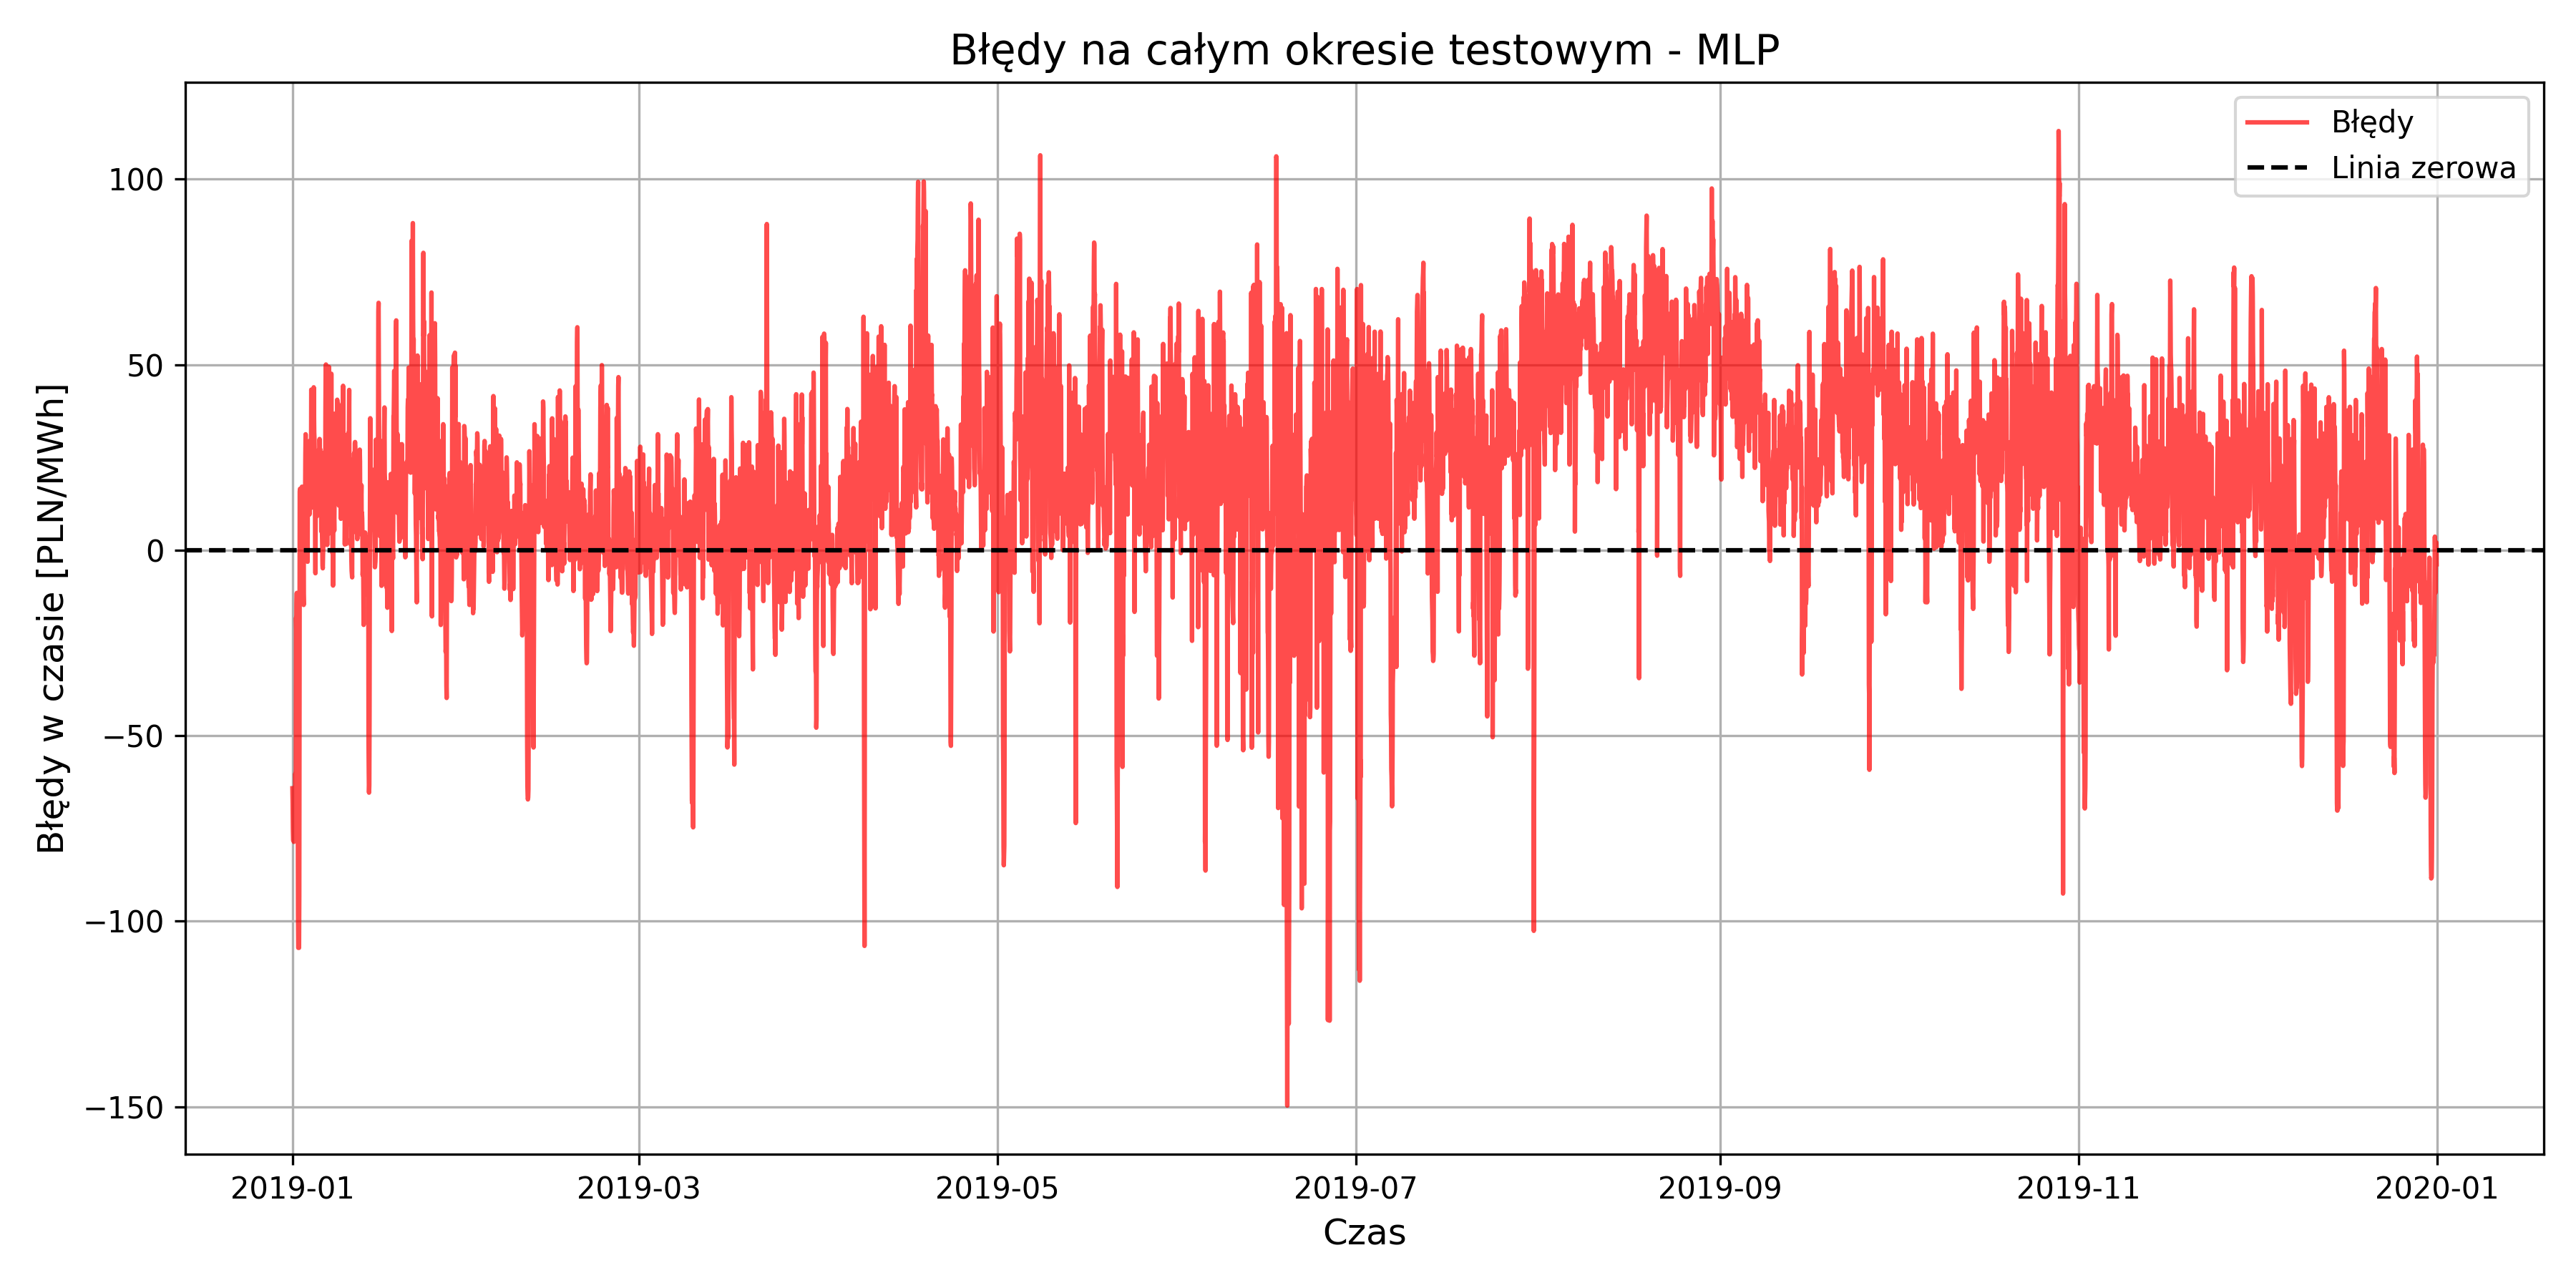 Błędy na całym okresie testowym - MLP
Błędy
Linia zerowa
Błędy w czasie [PLN/MWh]
100
50
0
−50
−100
−150
2019-01
2019-03
2019-05
2019-07
2019-09
2019-11
2020-01
Czas